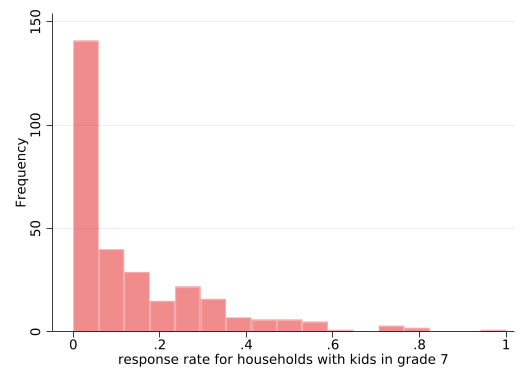 150
100
50
0
Frequency
0 .2 .4 .6 .8 1
response rate for households with kids in grade 7